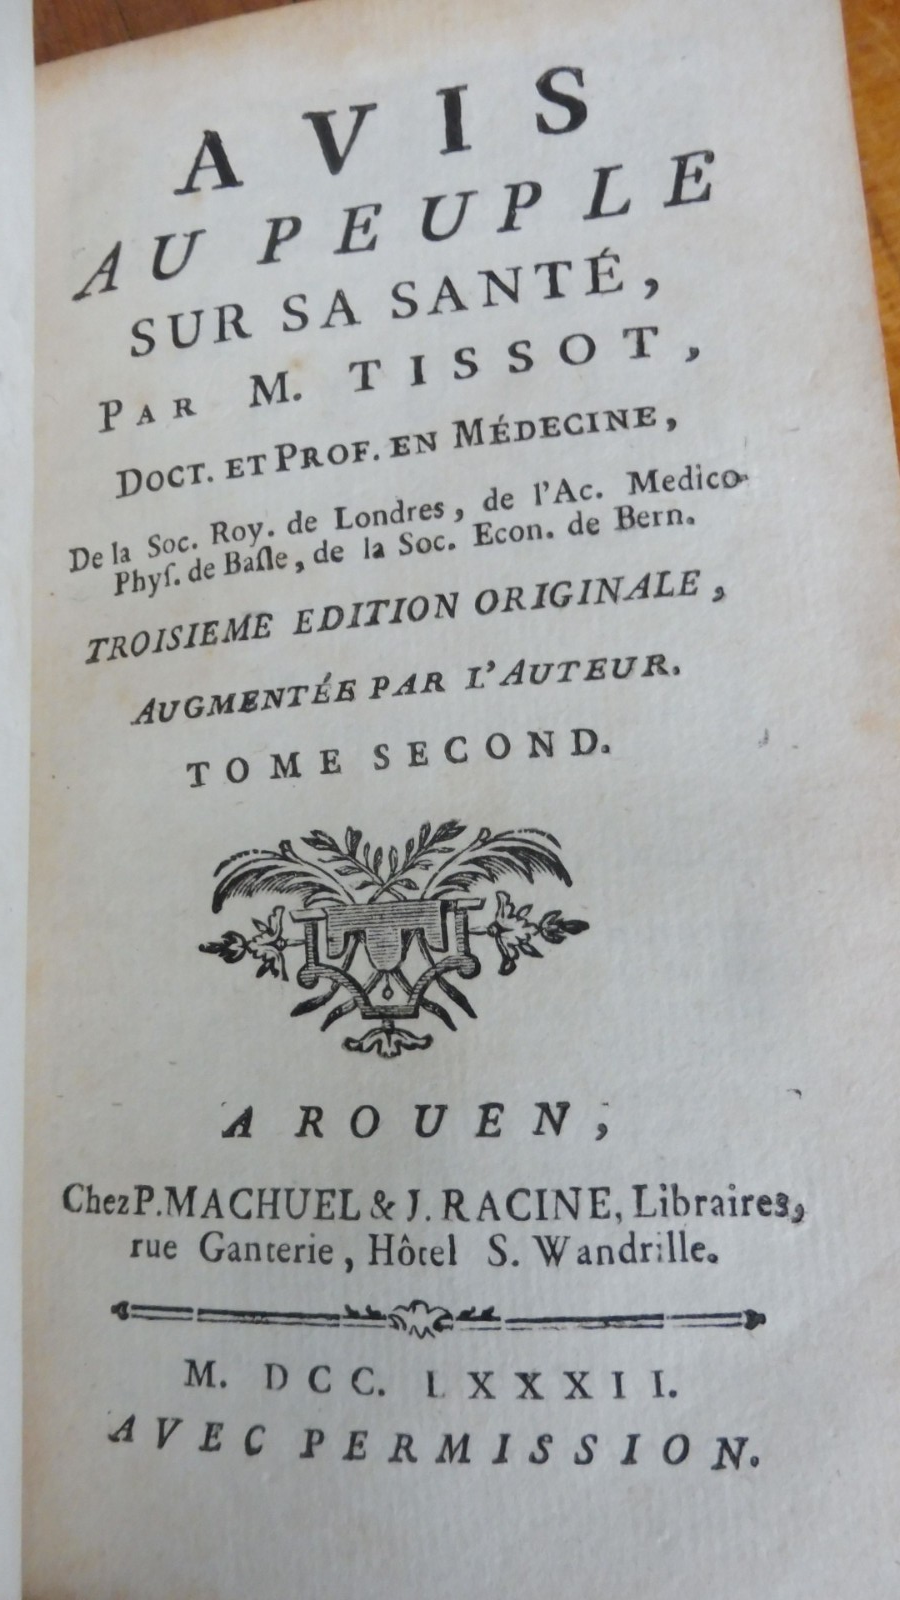 AVIS
AU PEUPLE
SUR SA SANTÉ,
PAR M. TISSOT,
DOCT. ET PROF. EN MÉDECINE,
De la Soc. Roy. de Londres, de l'Ac. Medico-
Phyſ. de Baſle, de la Soc. Econ. de Bern.
TROISIEME EDITION ORIGINALE,
AUGMENTÉE PAR L'AUTEUR.
TOME SECOND.
A ROUEN,
Chez P. MACHUEL & J. RACINE, Libraires,
rue Ganterie, Hôtel S. Wandrille.
M. DCC. LXXXII.
AVEC PERMISSION.